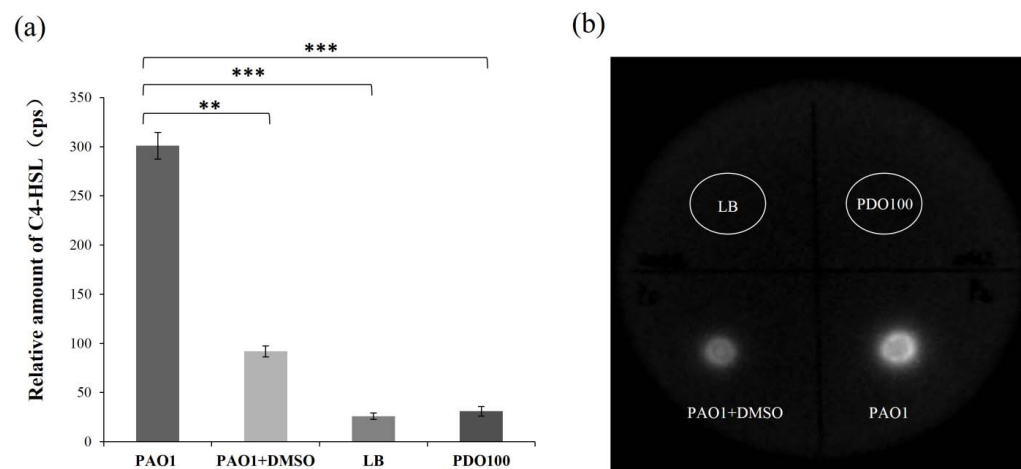 (a)
***
***
**
Relative amount of C4-HSL (cps)
350
300
250
200
150
100
50
0
PAO1
PAO1+DMSO
LB
PDO100
(b)
LB
PDO100
PAO1+DMSO
PAO1